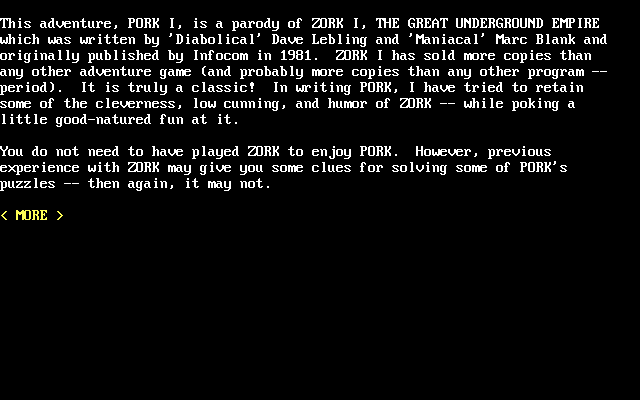 This adventure, PORK I, is a parody of ZORK I, THE GREAT UNDERGROUND EMPIRE
which was written by 'Diabolical' Dave Lebling and 'Maniacal' Marc Blank and
originally published by Infocom in 1981.  ZORK I has sold more copies than
any other adventure game (and probably more copies than any other program --
period).  It is truly a classic!  In writing PORK, I have tried to retain
some of the cleverness, low cunning, and humor of ZORK -- while poking a
little good-natured fun at it.
You do not need to have played ZORK to enjoy PORK.  However, previous
experience with ZORK may give you some clues for solving some of PORK's
puzzles -- then again, it may not.
< MORE >